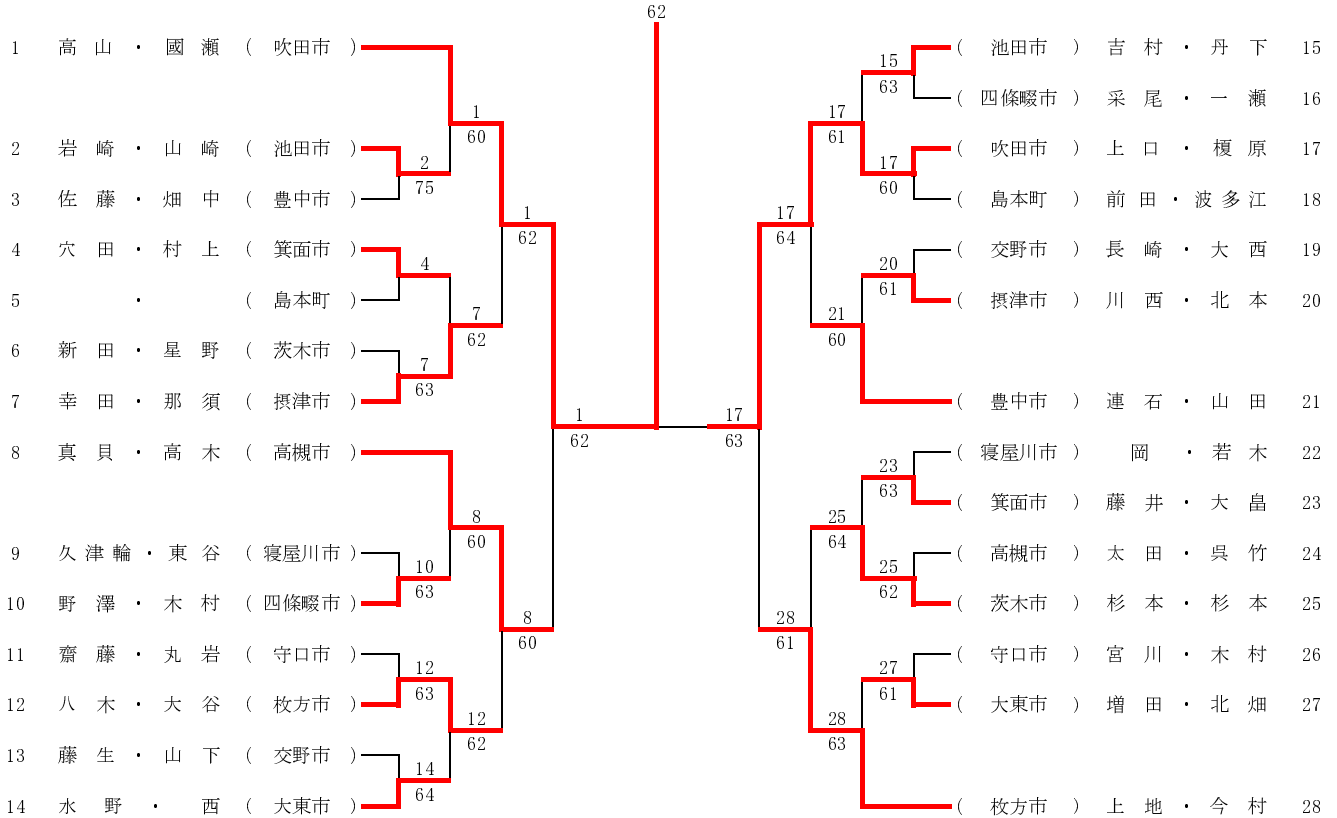 62
1 高山・國瀬 ( 吹田市 )
2 岩崎・山崎 ( 池田市 )
3 佐藤・畑中 ( 豊中市 )
4 穴田・村上 ( 箕面市 )
5 ・ ( 島本町 )
6 新田・星野 ( 茨木市 )
7 幸田・那須 ( 摂津市 )
8 真貝・高木 ( 高槻市 )
9 久津輪・東谷 ( 寝屋川市 )
10 野澤・木村 ( 四條畷市 )
11 齋藤・丸岩 ( 守口市 )
12 八木・大谷 ( 枚方市 )
13 藤生・山下 ( 交野市 )
14 水野・西 ( 大東市 )
2
75
4
7
63
10
63
12
63
14
64
1
60
7
62
8
60
12
62
1
62
8
60
1
62
17
63
17
64
28
61
17
61
21
60
25
64
28
63
15
63
17
60
20
61
23
63
25
62
27
61
( 池田市 ) 吉村・丹下 15
( 四條畷市 ) 采尾・一瀬 16
( 吹田市 ) 上口・榎原 17
( 島本町 ) 前田・波多江 18
( 交野市 ) 長崎・大西 19
( 摂津市 ) 川西・北本 20
( 豊中市 ) 連石・山田 21
( 寝屋川市 ) 岡・若木 22
( 箕面市 ) 藤井・大畠 23
( 高槻市 ) 太田・呉竹 24
( 茨木市 ) 杉本・杉本 25
( 守口市 ) 宮川・木村 26
( 大東市 ) 増田・北畑 27
( 枚方市 ) 上地・今村 28